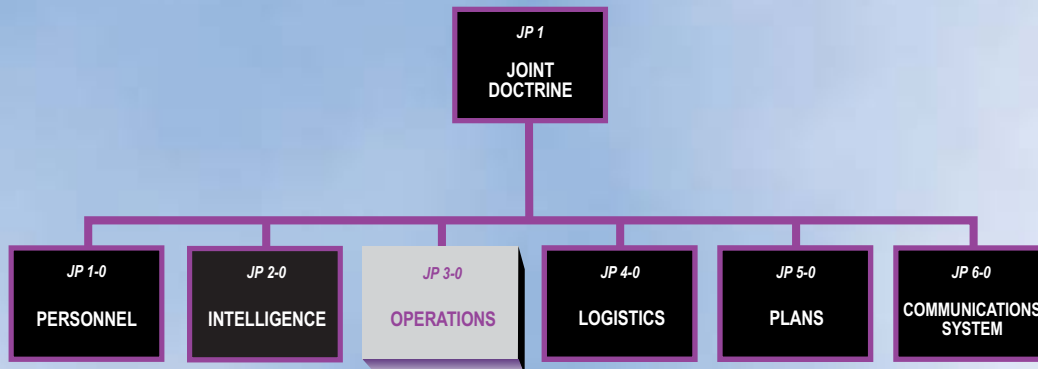 JP 1
JOINT
DOCTRINE
JP 1-0
PERSONNEL
JP 2-0
INTELLIGENCE
JP 3-0
OPERATIONS
JP 4-0
LOGISTICS
JP 5-0
PLANS
JP 6-0
COMMUNICATIONS
SYSTEM